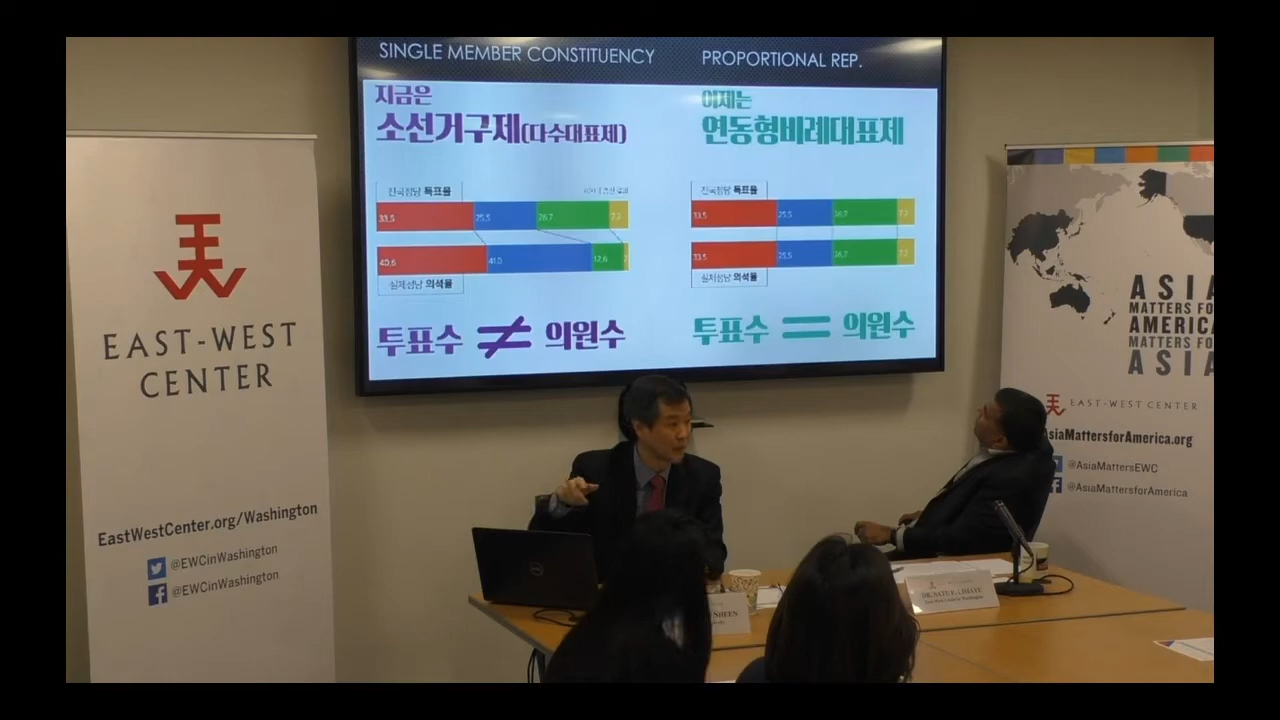 SINGLE MEMBER CONSTITUENCY
PROPORTIONAL REP.
지금은
소선거구제(다수대표제)
이제는
연동형비례대표제
전국정당 득표율
33.5 25.5 26.7 7.2
41.0 12.6
실제정당 의석율
투표수 ≠ 의원수
전국정당 득표율
33.5 25.5 26.7 7.2
33.5 25.5 26.7 7.2
실제정당 의석율
투표수 = 의원수
EAST-WEST
CENTER
EastWestCenter.org/Washington
@EWCinWashington
@EWCinWashington
ASIA
MATTERS FO
AMERICA
MATTERS FO
ASIA
EAST-WEST CENTER
AsiaMattersforAmerica.org
@AsiaMattersEWC
@AsiaMattersforAmerica
SHEEN
DELL